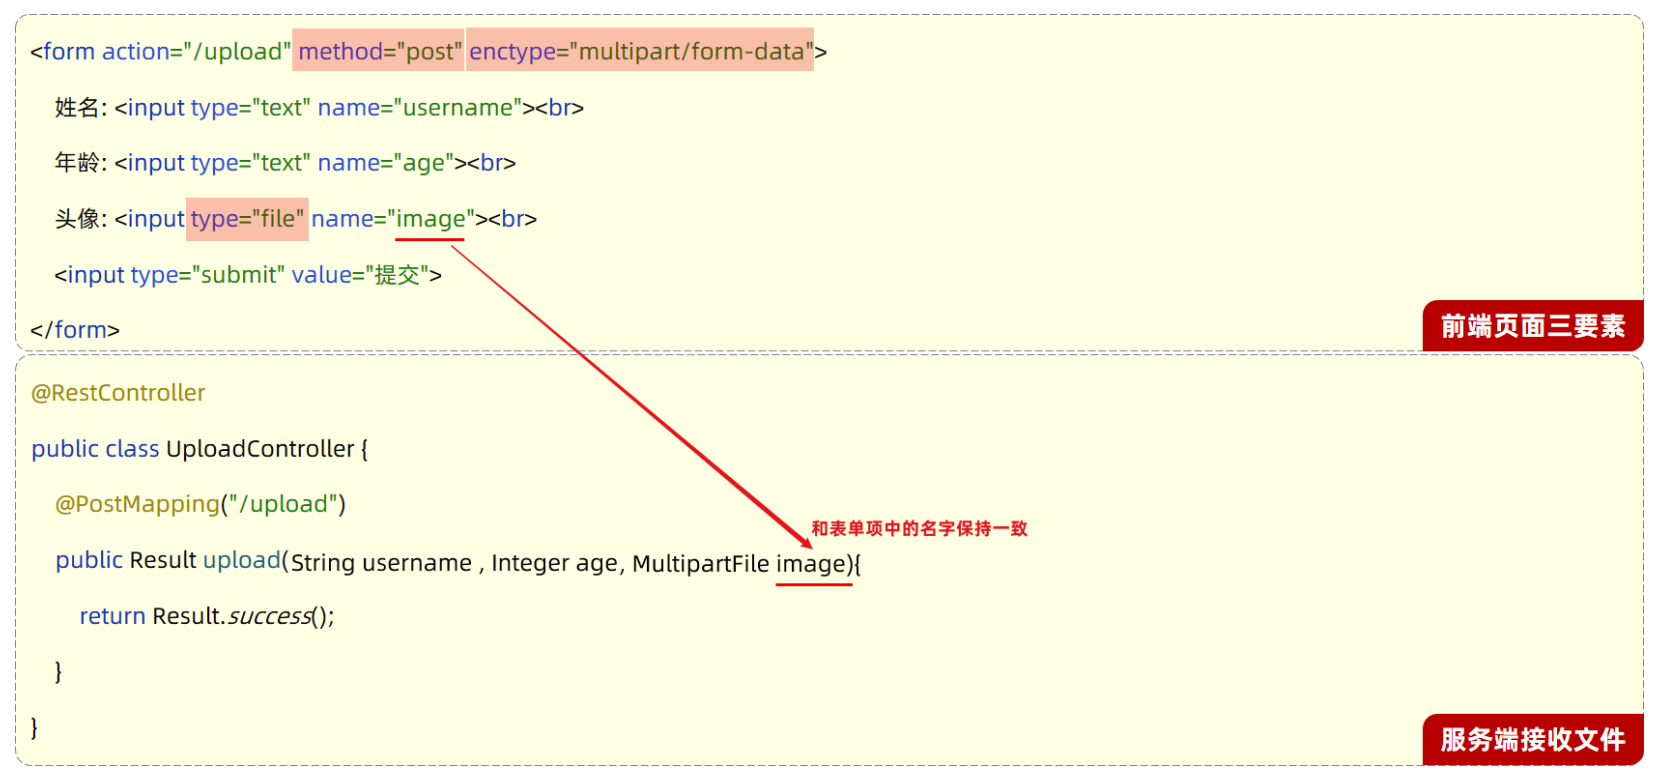 <form action="/upload" method="post" enctype="multipart/form-data">
姓名: <input type="text" name="username"><br>
年龄: <input type="text" name="age"><br>
头像: <input type="file" name="image"><br>
<input type="submit" value="提交">
</form>
前端页面三要素
@RestController
public class UploadController {
@PostMapping("/upload")
和表单项中的名字保持一致
public Result upload(String username , Integer age, MultipartFile image){
return Result.success();
}
}
服务端接收文件